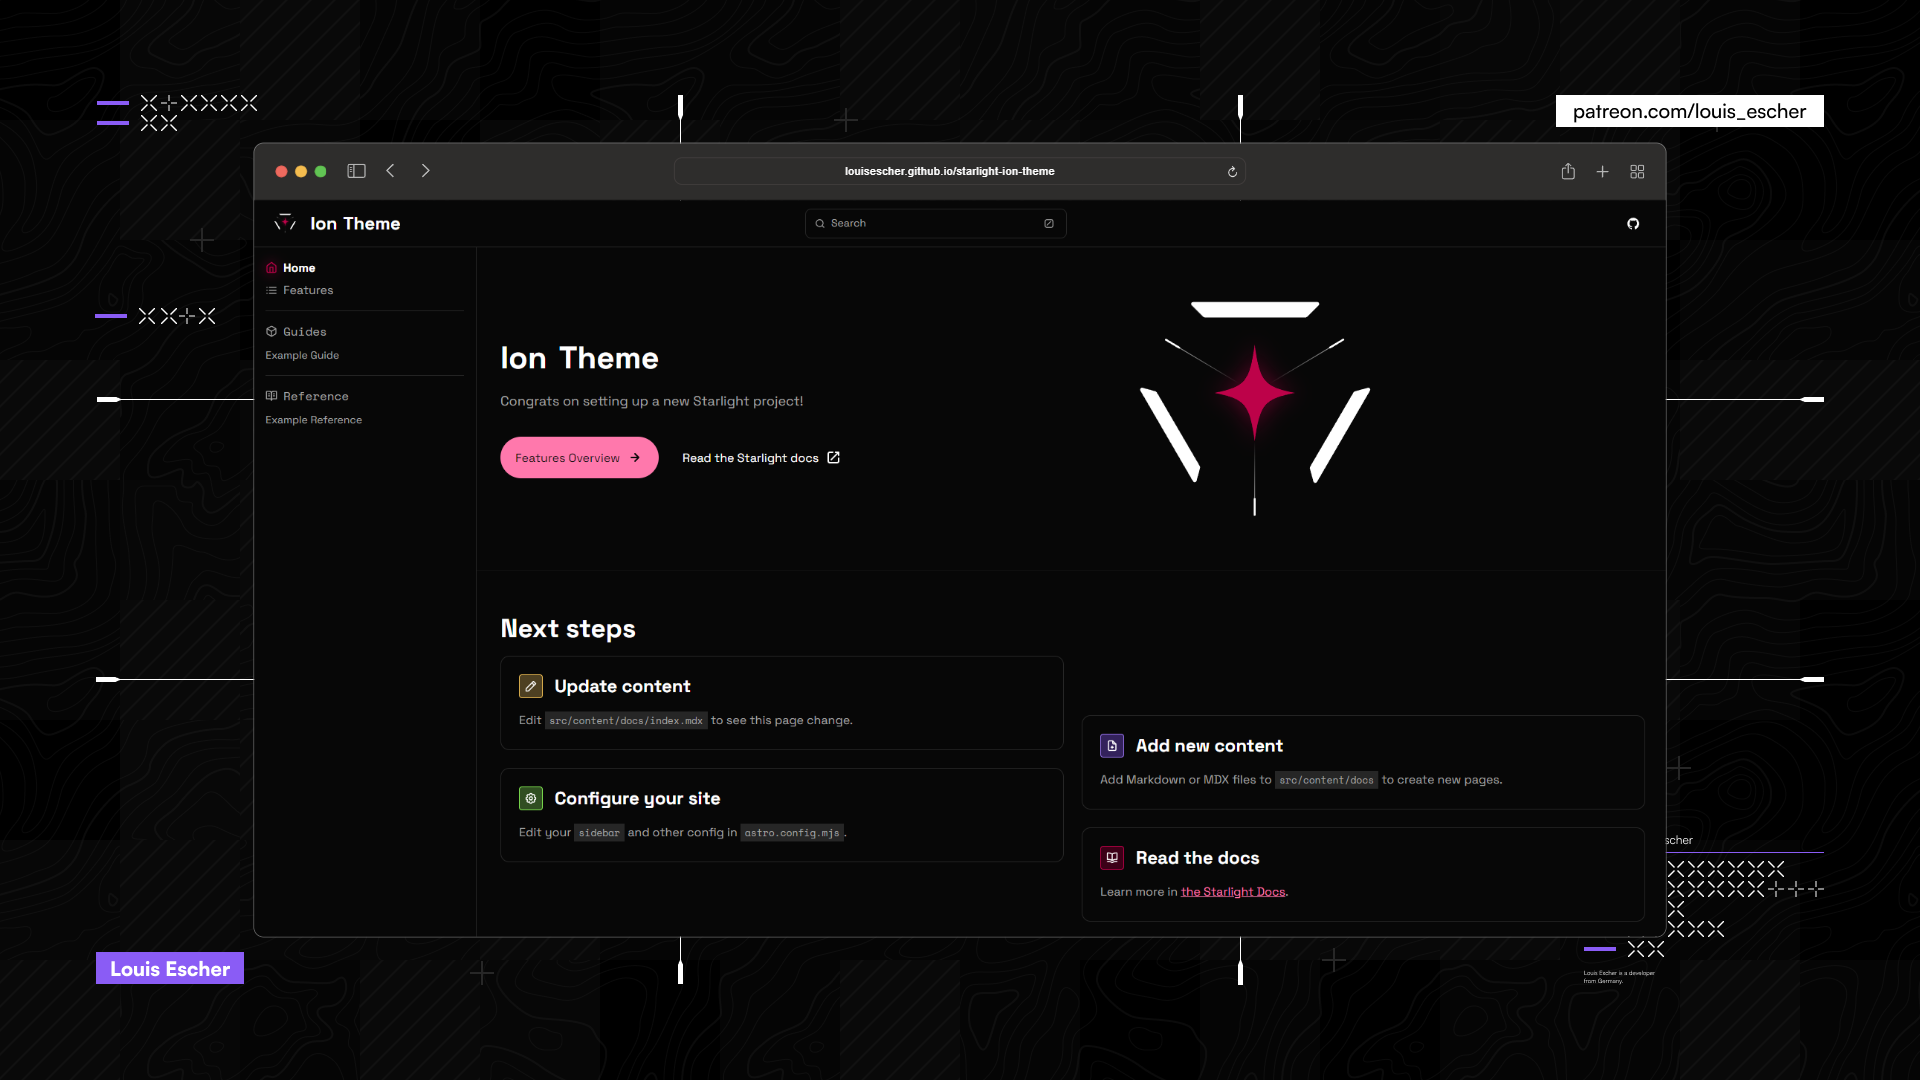 patreon.com/louis_escher
louisescher.github.io/starlight-ion-theme
Ion Theme
Search
Home
Features
Guides
Example Guide
Reference
Example Reference
Ion Theme
Congrats on setting up a new Starlight project!
Features Overview
Read the Starlight docs
Next steps
Update content
Edit src/content/docs/index.mdx to see this page change.
Add new content
Add Markdown or MDX files to src/content/docs to create new pages.
Configure your site
Edit your sidebar and other config in astro.config.mjs.
Read the docs
Learn more in the Starlight Docs.
scher
Louis Escher
Louis Escher is a developer
from Germany.